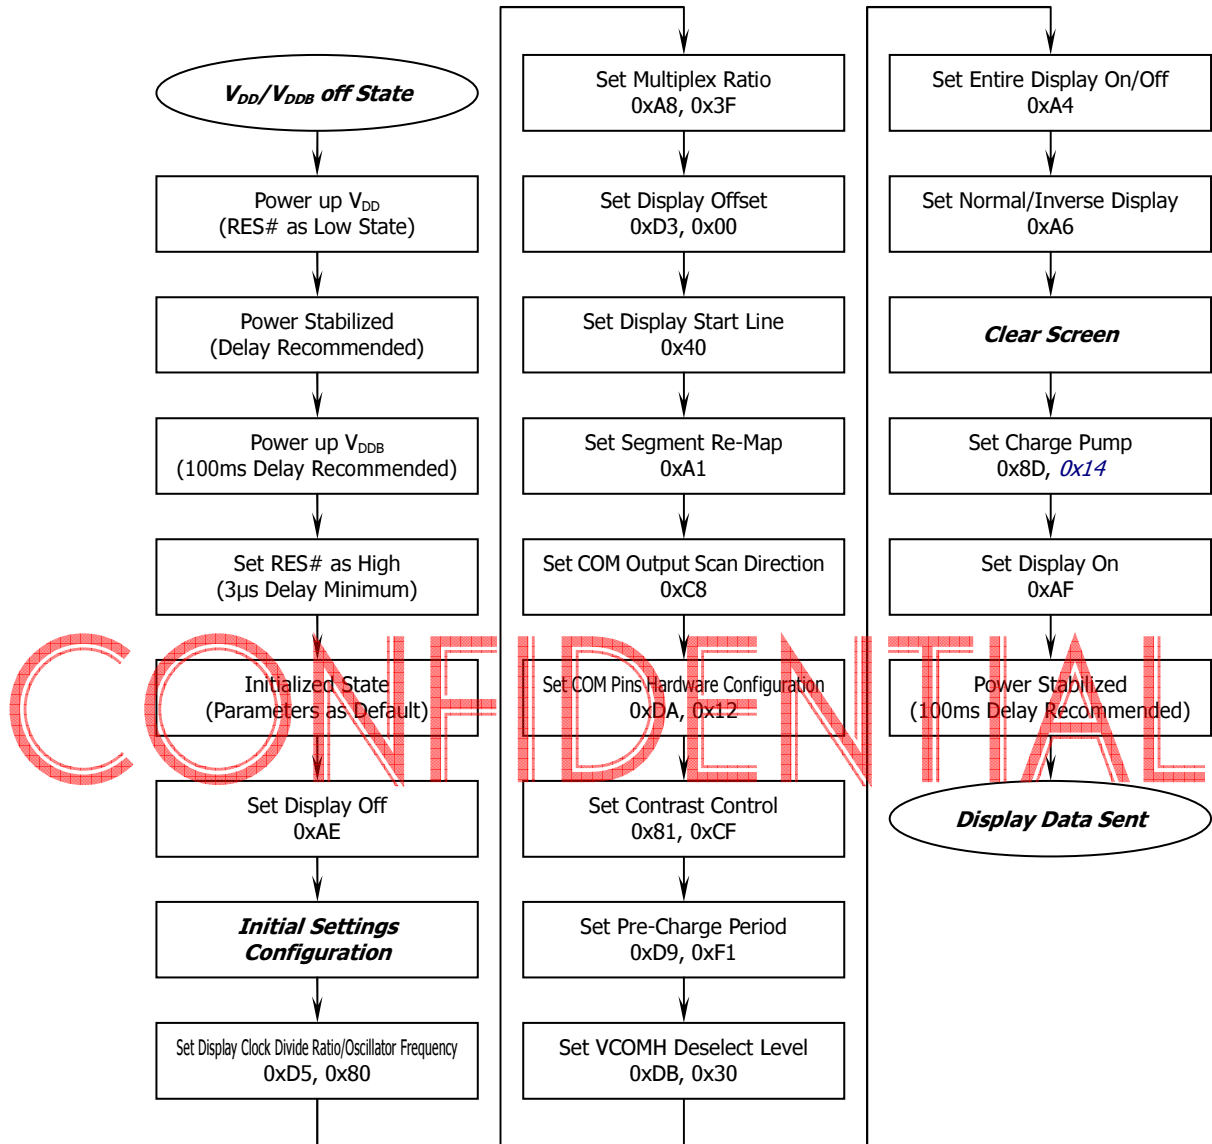 V_DD/V_DDB off State
Power up V_DD
(RES# as Low State)
Power Stabilized
(Delay Recommended)
Power up V_DDB
(100ms Delay Recommended)
Set RES# as High
(3μs Delay Minimum)
Initialized State
(Parameters as Default)
Set Display Off
0xAE
Initial Settings
Configuration
Set Display Clock Divide Ratio/Oscillator Frequency
0xD5, 0x80
Set Multiplex Ratio
0xA8, 0x3F
Set Display Offset
0xD3, 0x00
Set Display Start Line
0x40
Set Segment Re-Map
0xA1
Set COM Output Scan Direction
0xC8
Set COM Pins Hardware Configuration
0xDA, 0x12
Set Contrast Control
0x81, 0xCF
Set Pre-Charge Period
0xD9, 0xF1
Set VCOMH Deselect Level
0xDB, 0x30
Set Entire Display On/Off
0xA4
Set Normal/Inverse Display
0xA6
Clear Screen
Set Charge Pump
0x8D, 0x14
Set Display On
0xAF
Power Stabilized
(100ms Delay Recommended)
Display Data Sent
CONFIDENTIAL